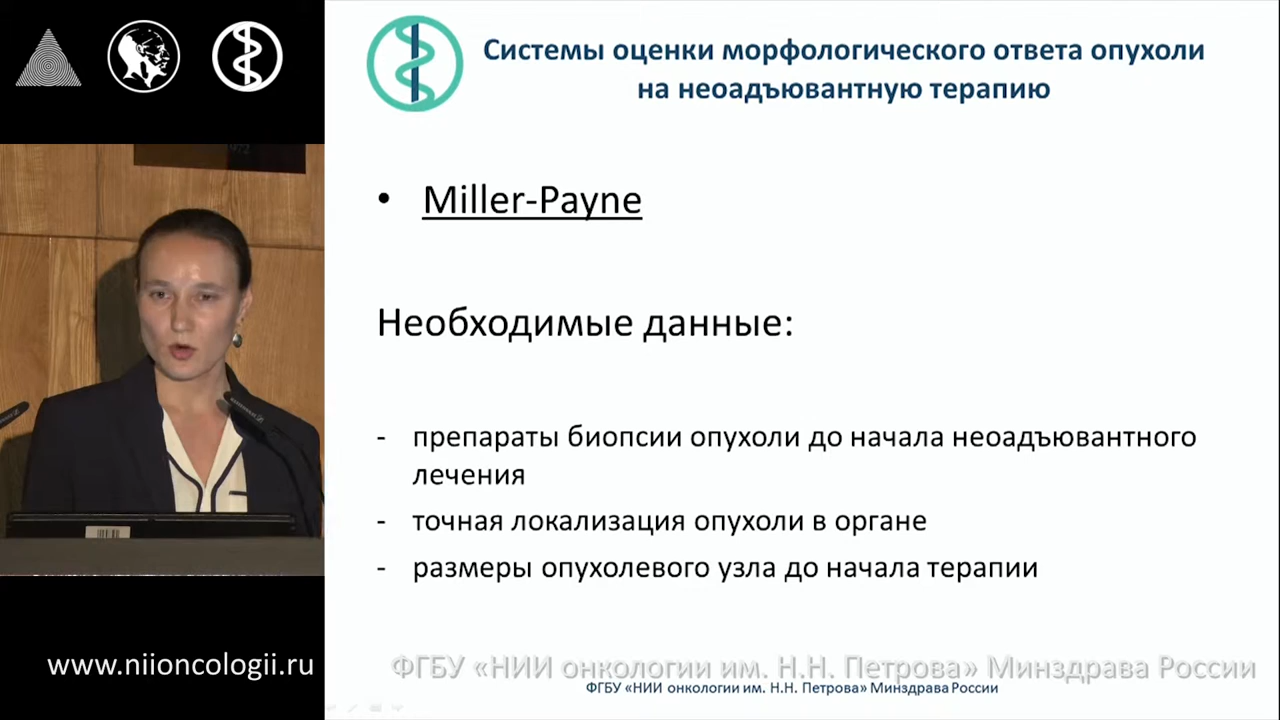 Системы оценки морфологического ответа опухоли
на неоадъювантную терапию
• Miller-Payne
Необходимые данные:
- препараты биопсии опухоли до начала неоадъювантного
лечения
- точная локализация опухоли в органе
- размеры опухолевого узла до начала терапии
www.niioncologii.ru
ФГБУ «НИИ онкологии им. Н.Н. Петрова» Минздрава России
ФГБУ «НИИ онкологии им. Н.Н. Петрова» Минздрава России